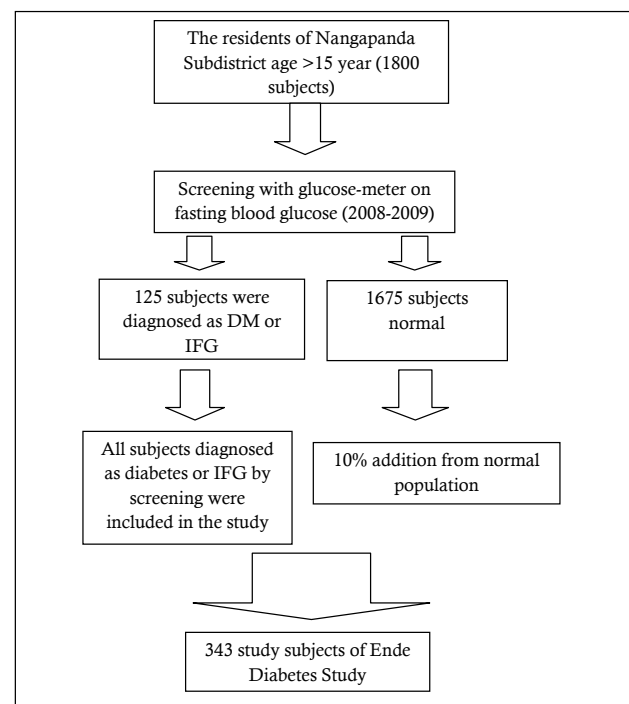 The residents of Nangapanda
Subdistrict age >15 year (1800
subjects)
Screening with glucose-meter on
fasting blood glucose (2008-2009)
125 subjects were
diagnosed as DM or
IFG
1675 subjects
normal
All subjects diagnosed
as diabetes or IFG by
screening were
included in the study
10% addition from normal
population
343 study subjects of Ende
Diabetes Study